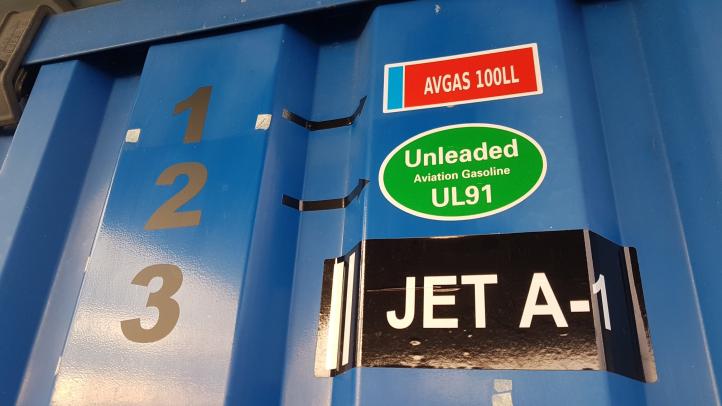 1
AVGAS 100LL
2
Unleaded
Aviation Gasoline
UL91
3
JET A-1